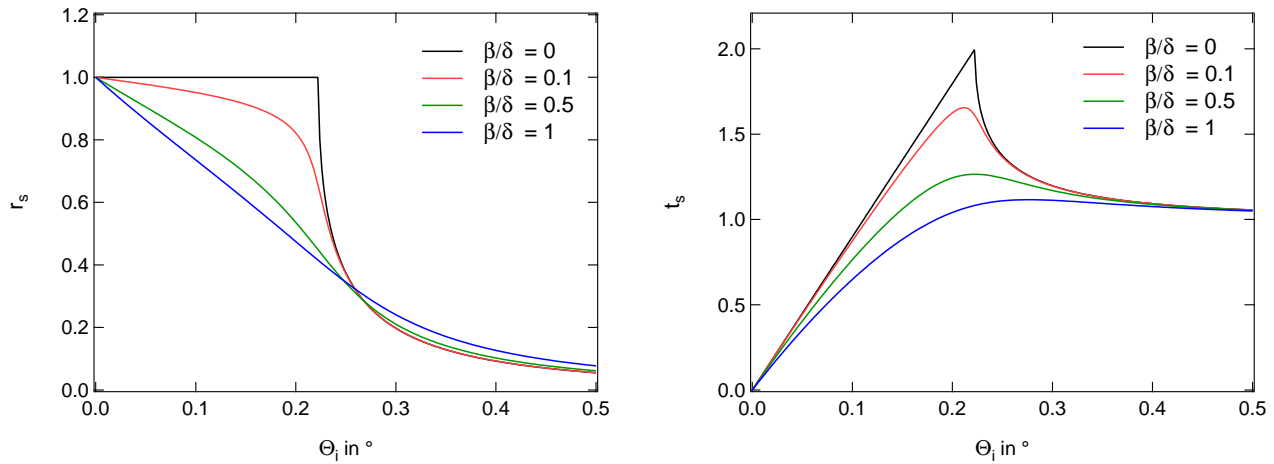 1.2
1.0
0.8
0.6
0.4
0.2
0.0
r_s
β/δ = 0
β/δ = 0.1
β/δ = 0.5
β/δ = 1
0.0 0.1 0.2 0.3 0.4 0.5
Θ_i in °
2.0
1.5
1.0
0.5
0.0
t_s
β/δ = 0
β/δ = 0.1
β/δ = 0.5
β/δ = 1
0.0 0.1 0.2 0.3 0.4 0.5
Θ_i in °